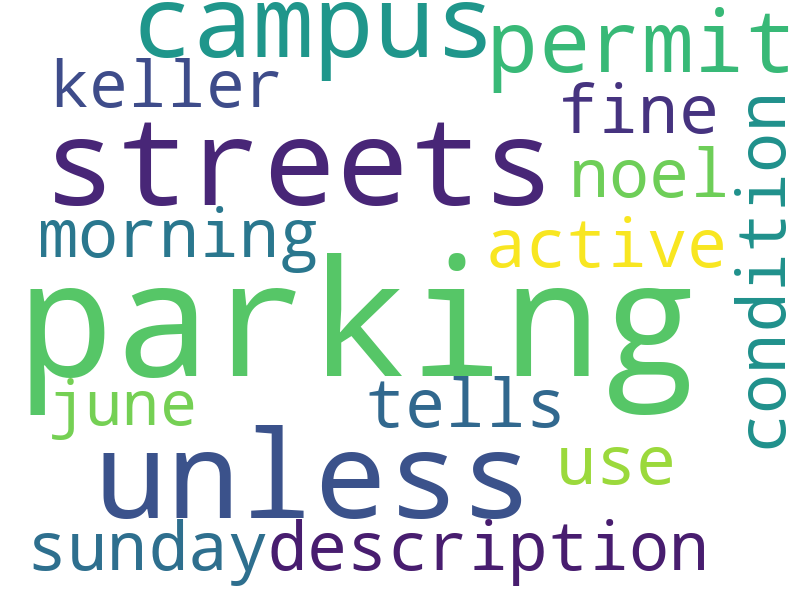 campus
permit
keller
fine
streets
noel
condition
morning
active
parking
june
tells
unless
use
sunday
description